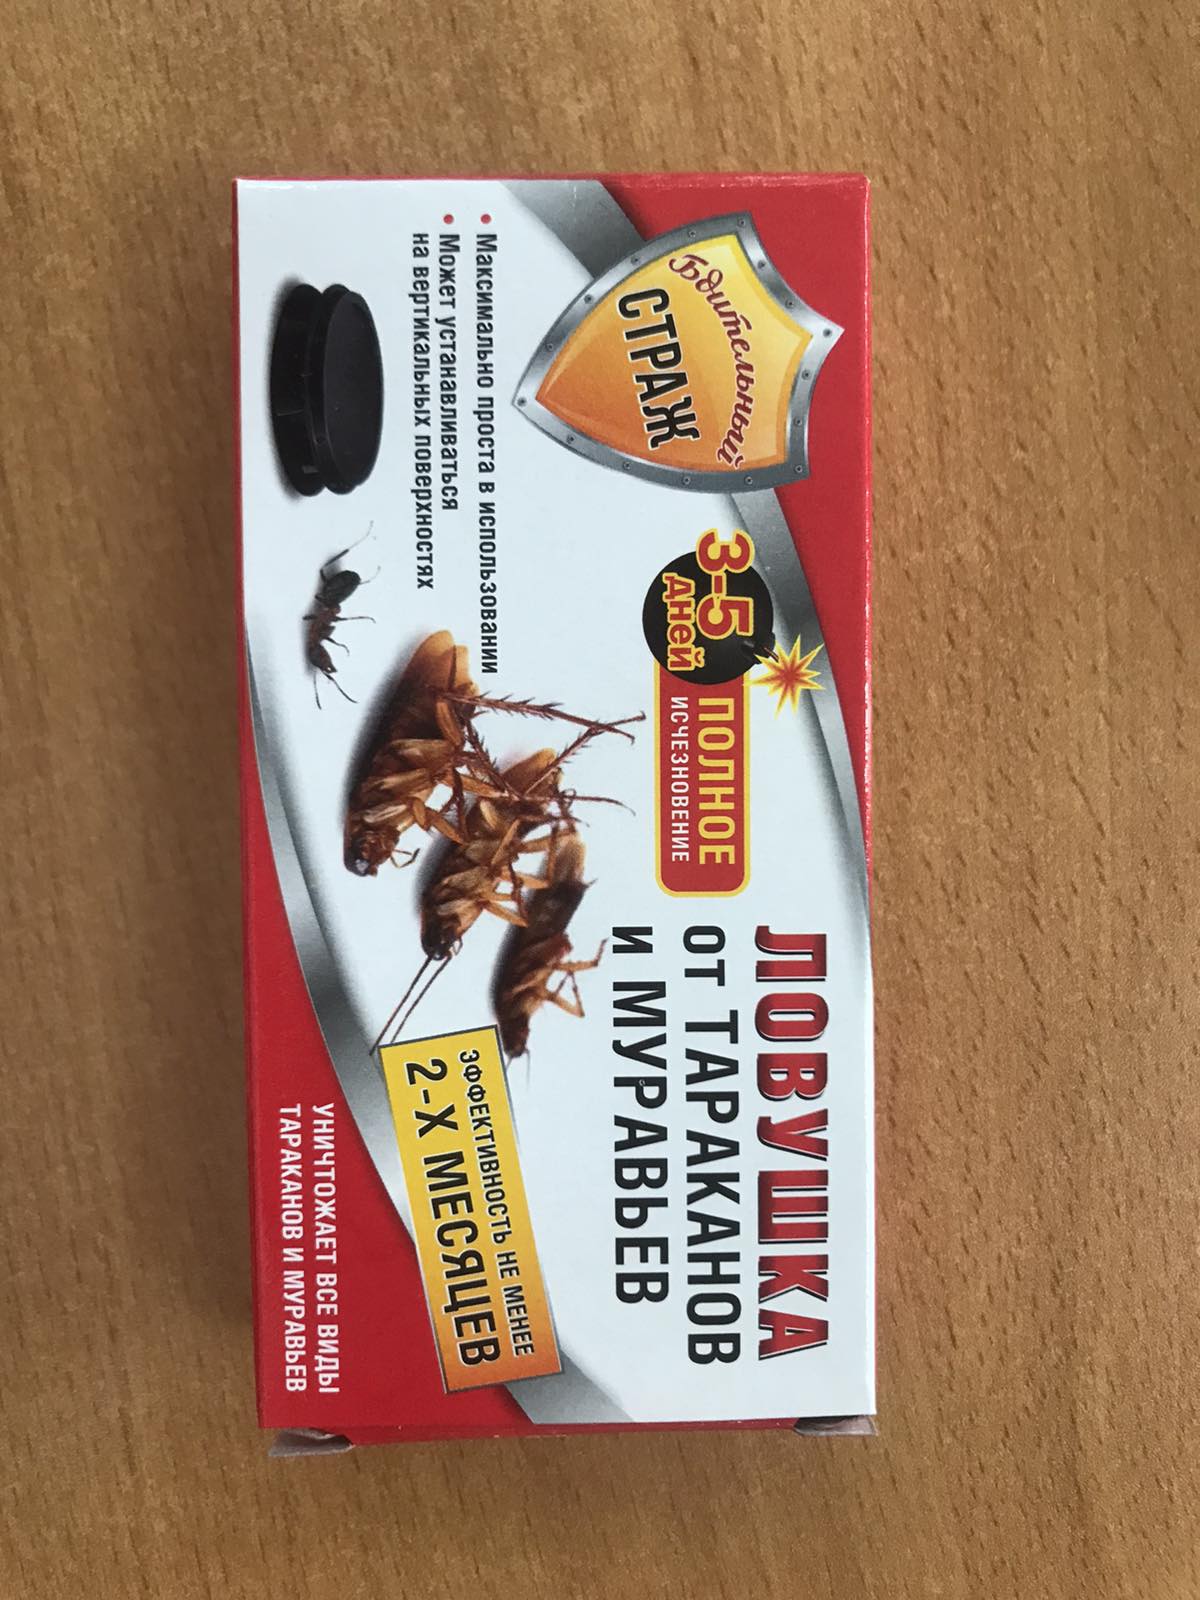 Бдительный
СТРАЖ
ЛОВУШКА
от ТАРАКАНОВ
и МУРАВЬЕВ
3-5
дней
ПОЛНОЕ
ИСЧЕЗНОВЕНИЕ
• Максимально проста в использовании
• Может устанавливаться
на вертикальных поверхностях
ЭФФЕКТИВНОСТЬ НЕ МЕНЕЕ
2-Х МЕСЯЦЕВ
УНИЧТОЖАЕТ ВСЕ ВИДЫ
ТАРАКАНОВ И МУРАВЬЕВ